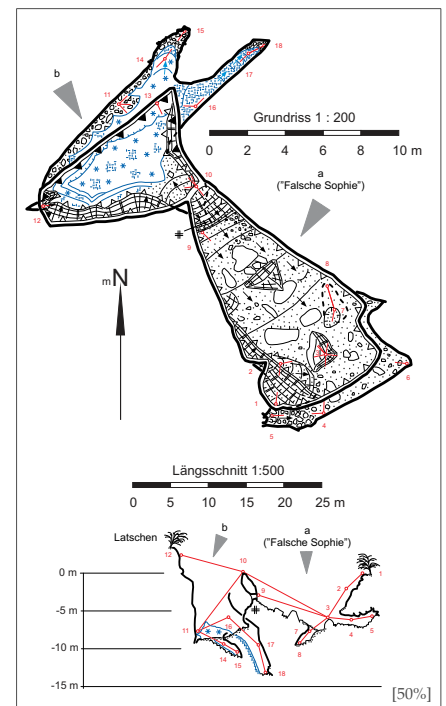 15
18
14
17
b
11
13
16
Grundriss 1 : 200
0 2 4 6 8 10 m
10
a
("Falsche Sophie")
12
9
8
m N
7
2
3
6
1
5
4
Längsschnitt 1:500
0 5 10 15 20 25 m
Latschen
b
a
("Falsche Sophie")
12
10
0 m
1
2
9
-5 m
3
16
11
7
4
5
17
-10 m
14
8
15
18
-15 m
[50%]